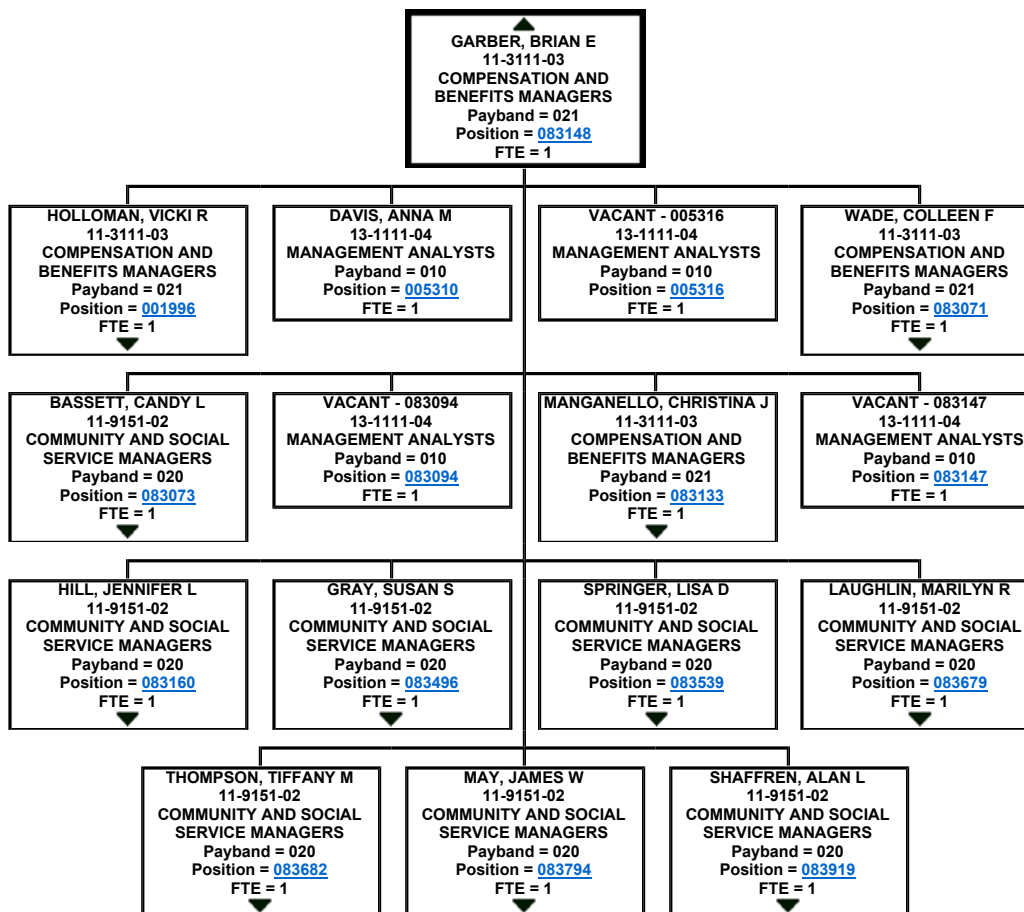 GARBER, BRIAN E
11-3111-03
COMPENSATION AND
BENEFITS MANAGERS
Payband = 021
Position = 083148
FTE = 1
HOLLOMAN, VICKI R
11-3111-03
COMPENSATION AND
BENEFITS MANAGERS
Payband = 021
Position = 001996
FTE = 1
DAVIS, ANNA M
13-1111-04
MANAGEMENT ANALYSTS
Payband = 010
Position = 005310
FTE = 1
VACANT - 005316
13-1111-04
MANAGEMENT ANALYSTS
Payband = 010
Position = 005316
FTE = 1
WADE, COLLEEN F
11-3111-03
COMPENSATION AND
BENEFITS MANAGERS
Payband = 021
Position = 083071
FTE = 1
BASSETT, CANDY L
11-9151-02
COMMUNITY AND SOCIAL
SERVICE MANAGERS
Payband = 020
Position = 083073
FTE = 1
VACANT - 083094
13-1111-04
MANAGEMENT ANALYSTS
Payband = 010
Position = 083094
FTE = 1
MANGANELLO, CHRISTINA J
11-3111-03
COMPENSATION AND
BENEFITS MANAGERS
Payband = 021
Position = 083133
FTE = 1
VACANT - 083147
13-1111-04
MANAGEMENT ANALYSTS
Payband = 010
Position = 083147
FTE = 1
HILL, JENNIFER L
11-9151-02
COMMUNITY AND SOCIAL
SERVICE MANAGERS
Payband = 020
Position = 083160
FTE = 1
GRAY, SUSAN S
11-9151-02
COMMUNITY AND SOCIAL
SERVICE MANAGERS
Payband = 020
Position = 083496
FTE = 1
SPRINGER, LISA D
11-9151-02
COMMUNITY AND SOCIAL
SERVICE MANAGERS
Payband = 020
Position = 083539
FTE = 1
LAUGHLIN, MARILYN R
11-9151-02
COMMUNITY AND SOCIAL
SERVICE MANAGERS
Payband = 020
Position = 083679
FTE = 1
THOMPSON, TIFFANY M
11-9151-02
COMMUNITY AND SOCIAL
SERVICE MANAGERS
Payband = 020
Position = 083682
FTE = 1
MAY, JAMES W
11-9151-02
COMMUNITY AND SOCIAL
SERVICE MANAGERS
Payband = 020
Position = 083794
FTE = 1
SHAFFREN, ALAN L
11-9151-02
COMMUNITY AND SOCIAL
SERVICE MANAGERS
Payband = 020
Position = 083919
FTE = 1